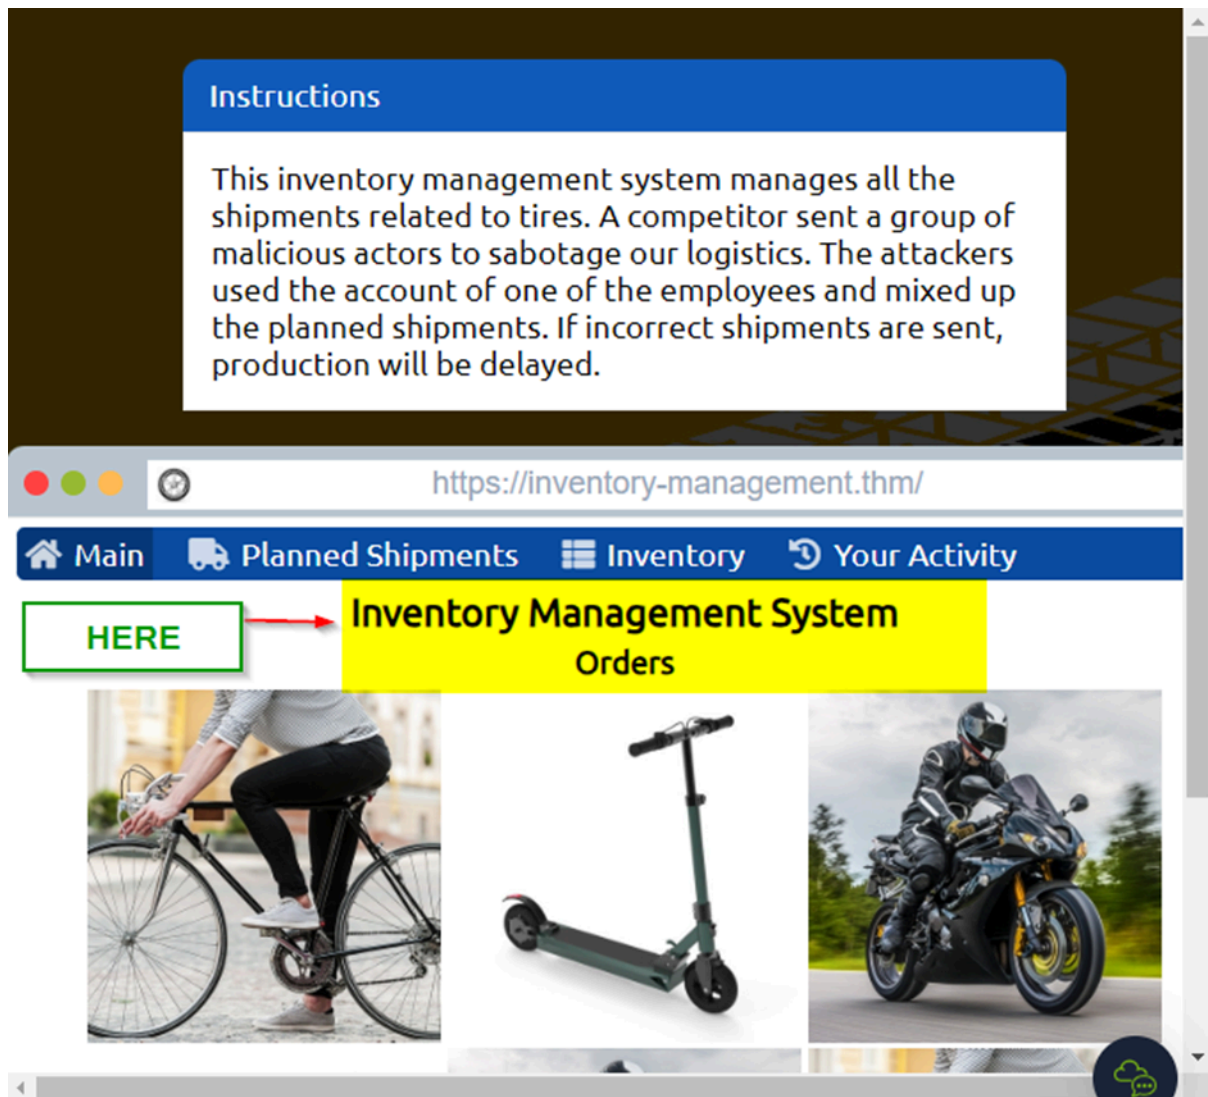 Instructions
This inventory management system manages all the
shipments related to tires. A competitor sent a group of
malicious actors to sabotage our logistics. The attackers
used the account of one of the employees and mixed up
the planned shipments. If incorrect shipments are sent,
production will be delayed.
https://inventory-management.thm/
Main Planned Shipments Inventory Your Activity
HERE
Inventory Management System
Orders